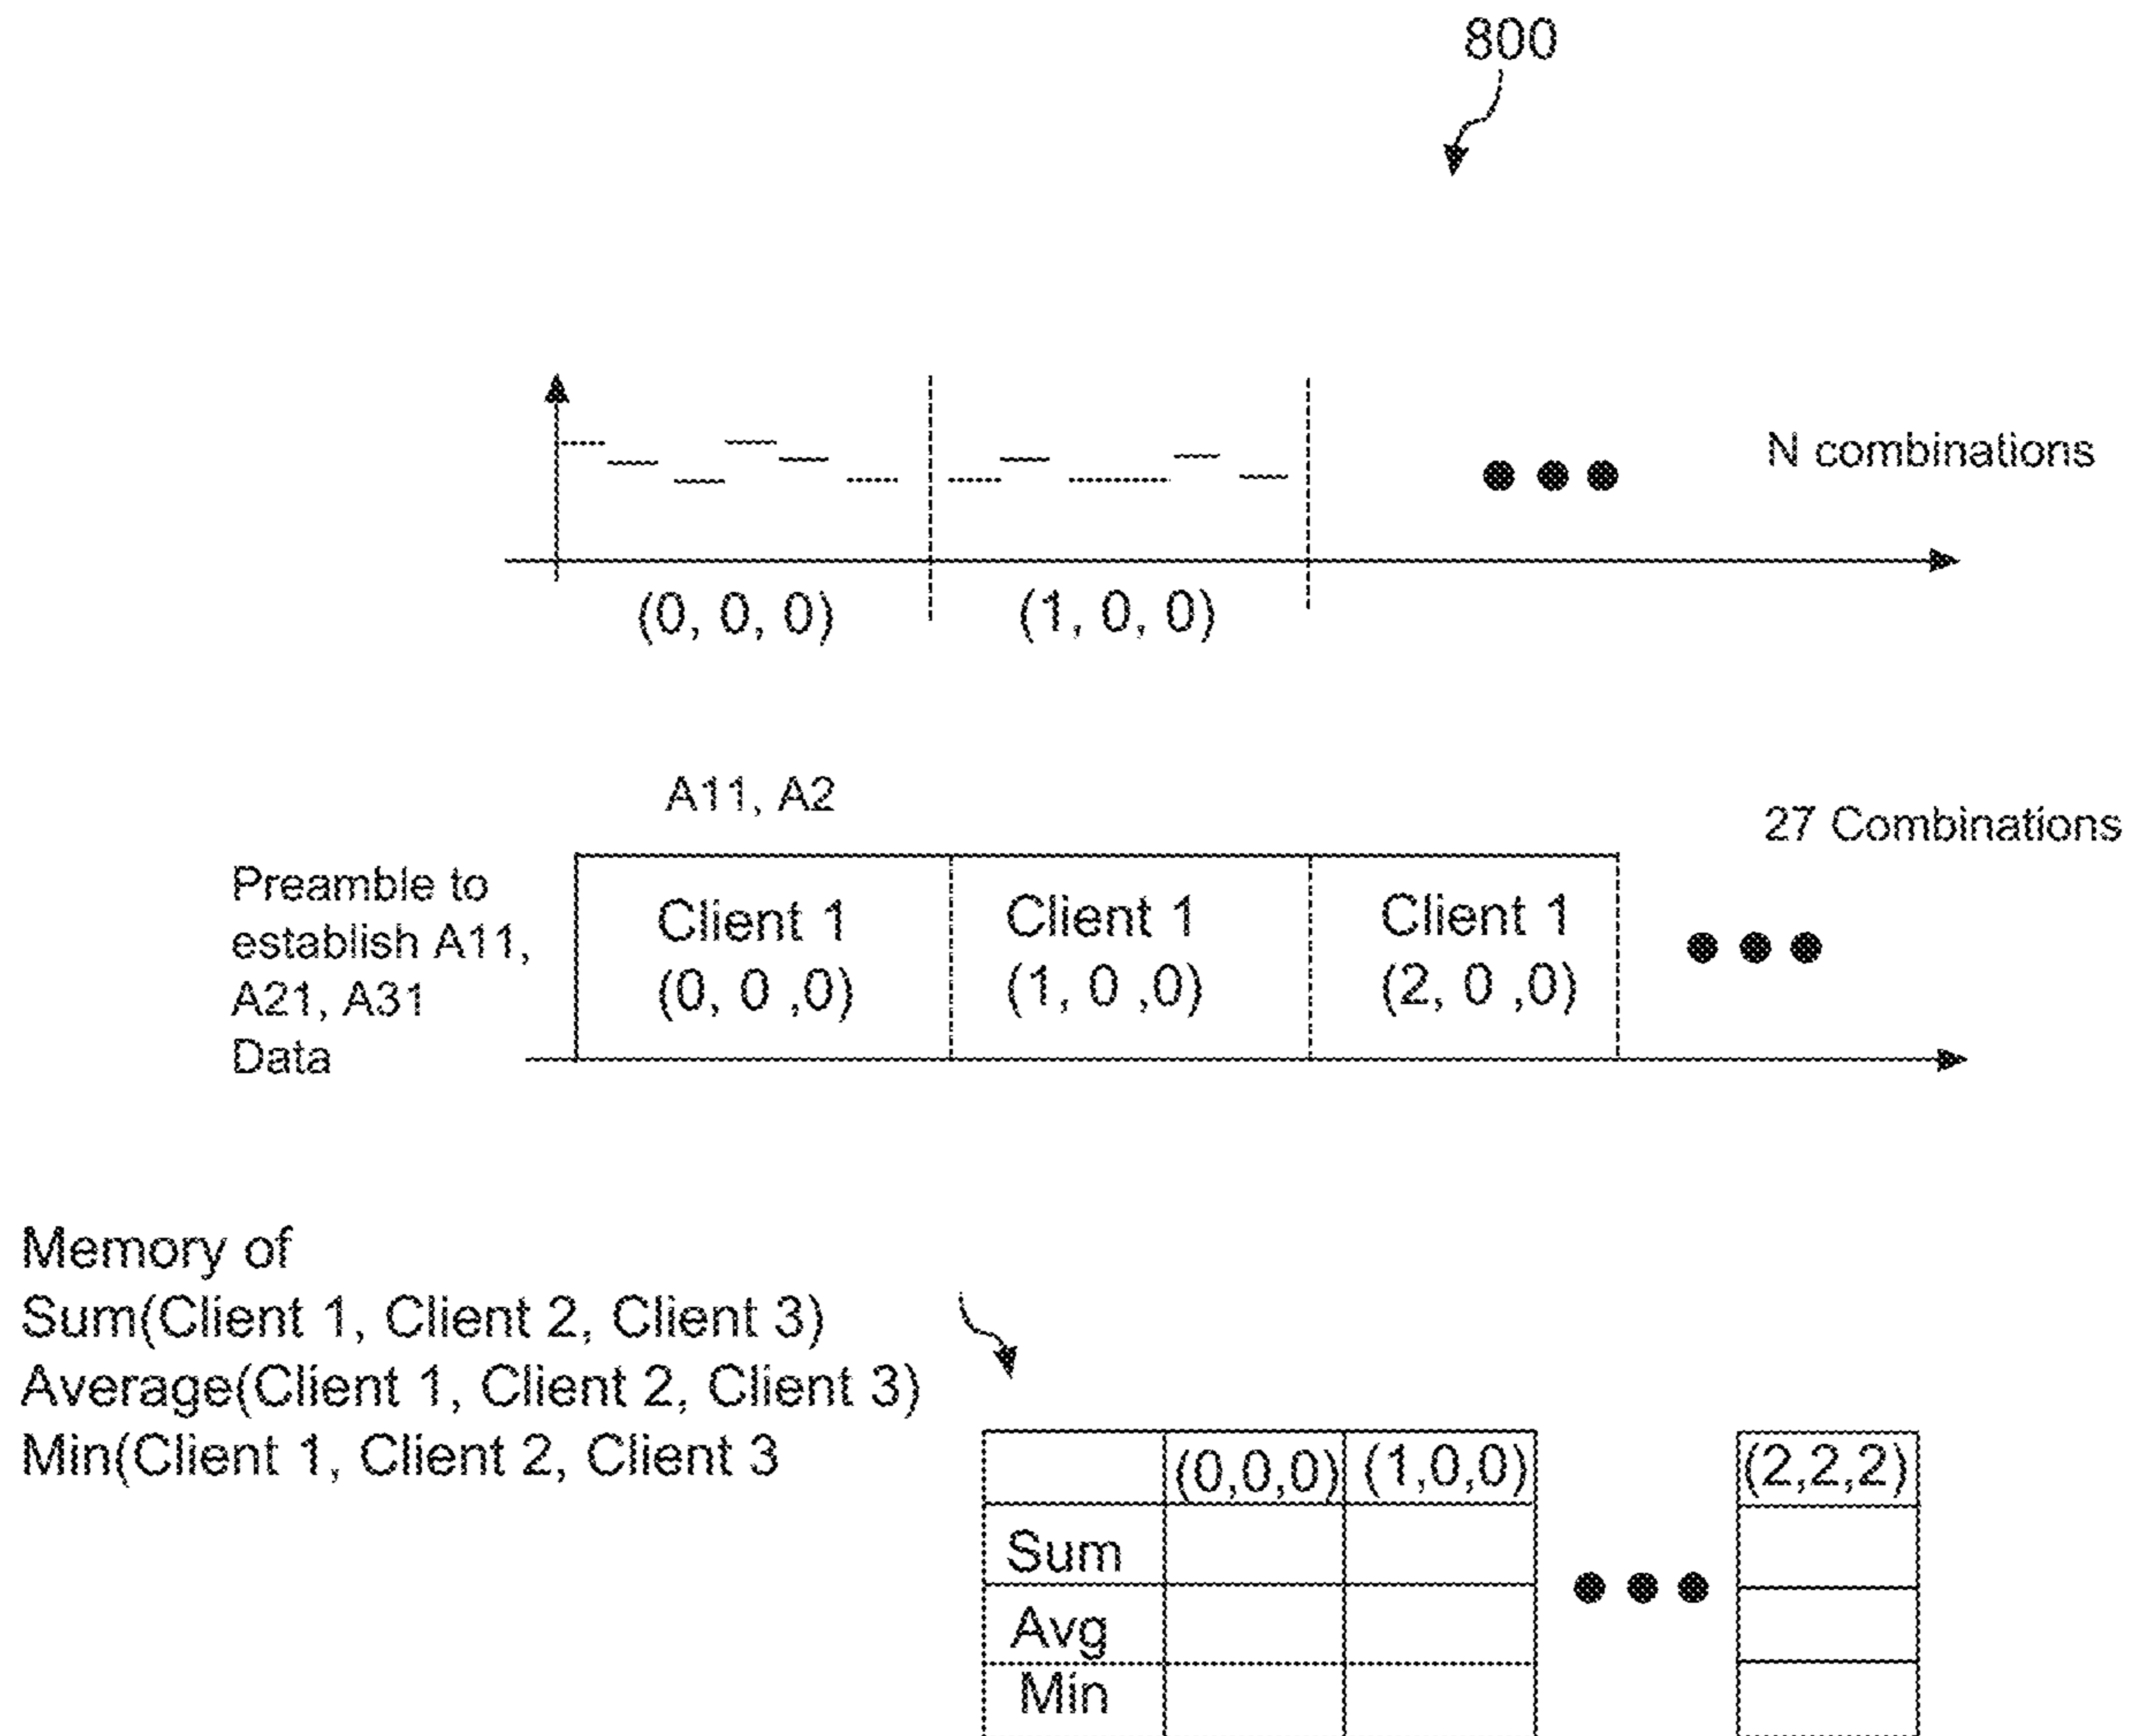 800
N combinations
(0, 0, 0)
(1, 0, 0)
A11, A2
27 Combinations
Preamble to
establish A11,
A21, A31
Data
Client 1
(0, 0 ,0)
Client 1
(1, 0 ,0)
Client 1
(2, 0 ,0)
Memory of
Sum(Client 1, Client 2, Client 3)
Average(Client 1, Client 2, Client 3)
Min(Client 1, Client 2, Client 3
(0,0,0) (1,0,0) (2,2,2)
Sum
Avg
Min